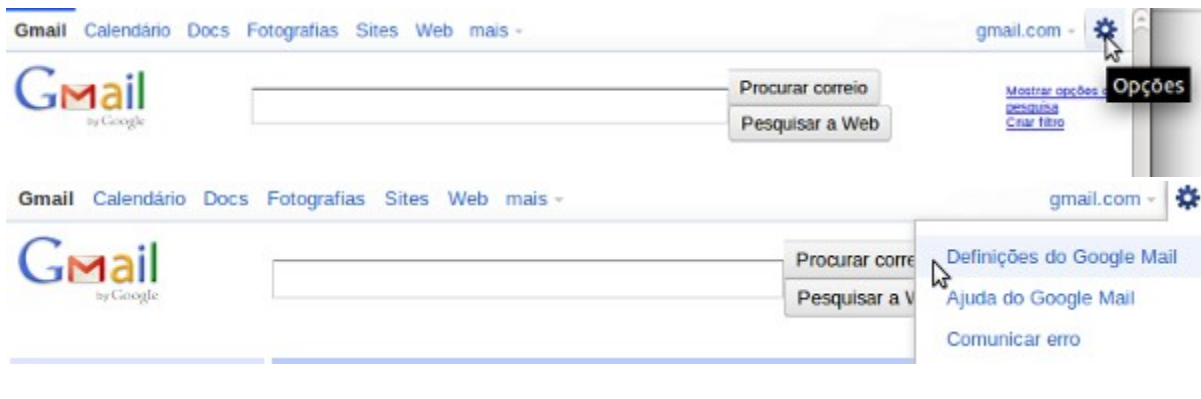 Gmail Calendário Docs Fotografias Sites Web mais gmail.com
Gmail
by Google
Procurar correio
Pesquisar a Web
Mostrar opções
pesquisa
Criar filtro
Opções
Gmail Calendário Docs Fotografias Sites Web mais gmail.com
Gmail
by Google
Procurar corre
Pesquisar a
Definições do Google Mail
Ajuda do Google Mail
Comunicar erro